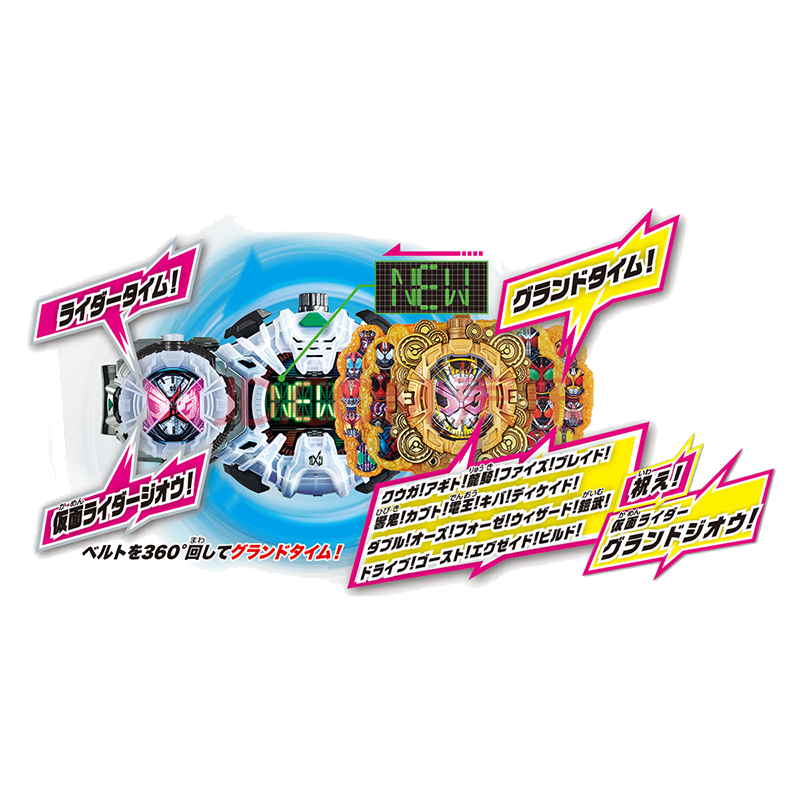 ライダータイム!
NEW
グランドタイム!
NEW
仮面ライダージオウ!
ベルトを360°回してグランドタイム!
クウガ!アギト!龍騎!ファイズ!ブレイド!
響鬼!カブト!電王!キバ!ディケイド!
ダブル!オーズ!フォーゼ!ウィザード!鎧武!
ドライブ!ゴースト!エグゼイド!ビルド!
祝え!
仮面ライダー
グランドジオウ!